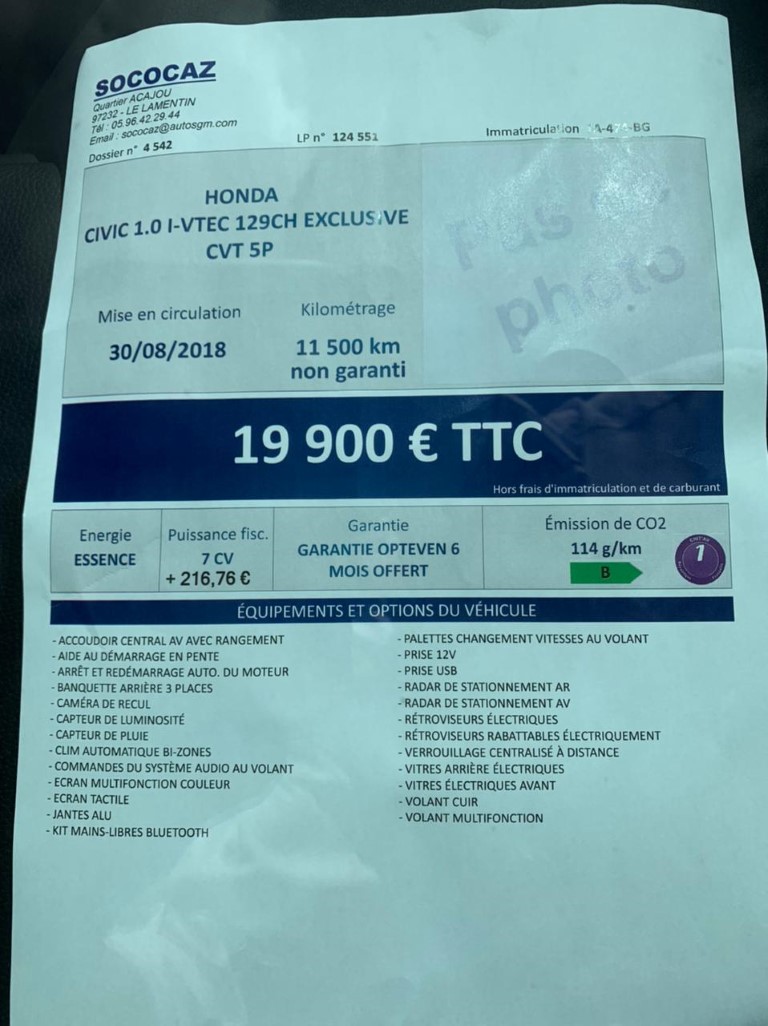 SOCOCAZ
Quartier ACAJOU
97232 - LE LAMENTIN
Tél : 05.96.42.29.44
Email : sococaz@autosgm.com
Dossier n° 4 542
LP n° 124 551
Immatriculation -BG
HONDA
CIVIC 1.0 I-VTEC 129CH EXCLUSIVE
CVT 5P
Pas de
photo
Mise en circulation
Kilométrage
30/08/2018
11 500 km
non garanti
19 900 € TTC
Hors frais d'immatriculation et de carburant
Energie
ESSENCE
Puissance fisc.
7 CV
+ 216,76 €
Garantie
GARANTIE OPTEVEN 6
MOIS OFFERT
Émission de CO2
114 g/km
B
1
ÉQUIPEMENTS ET OPTIONS DU VÉHICULE
- ACCOUDOIR CENTRAL AV AVEC RANGEMENT
- AIDE AU DÉMARRAGE EN PENTE
- ARRÊT ET REDÉMARRAGE AUTO. DU MOTEUR
- BANQUETTE ARRIÈRE 3 PLACES
- CAMÉRA DE RECUL
- CAPTEUR DE LUMINOSITÉ
- CAPTEUR DE PLUIE
- CLIM AUTOMATIQUE BI-ZONES
- COMMANDES DU SYSTÈME AUDIO AU VOLANT
- ECRAN MULTIFONCTION COULEUR
- ECRAN TACTILE
- JANTES ALU
- KIT MAINS-LIBRES BLUETOOTH
- PALETTES CHANGEMENT VITESSES AU VOLANT
- PRISE 12V
- PRISE USB
- RADAR DE STATIONNEMENT AR
- RADAR DE STATIONNEMENT AV
- RÉTROVISEURS ÉLECTRIQUES
- RÉTROVISEURS RABATTABLES ÉLECTRIQUEMENT
- VERROUILLAGE CENTRALISÉ À DISTANCE
- VITRES ARRIÈRE ÉLECTRIQUES
- VITRES ÉLECTRIQUES AVANT
- VOLANT CUIR
- VOLANT MULTIFONCTION